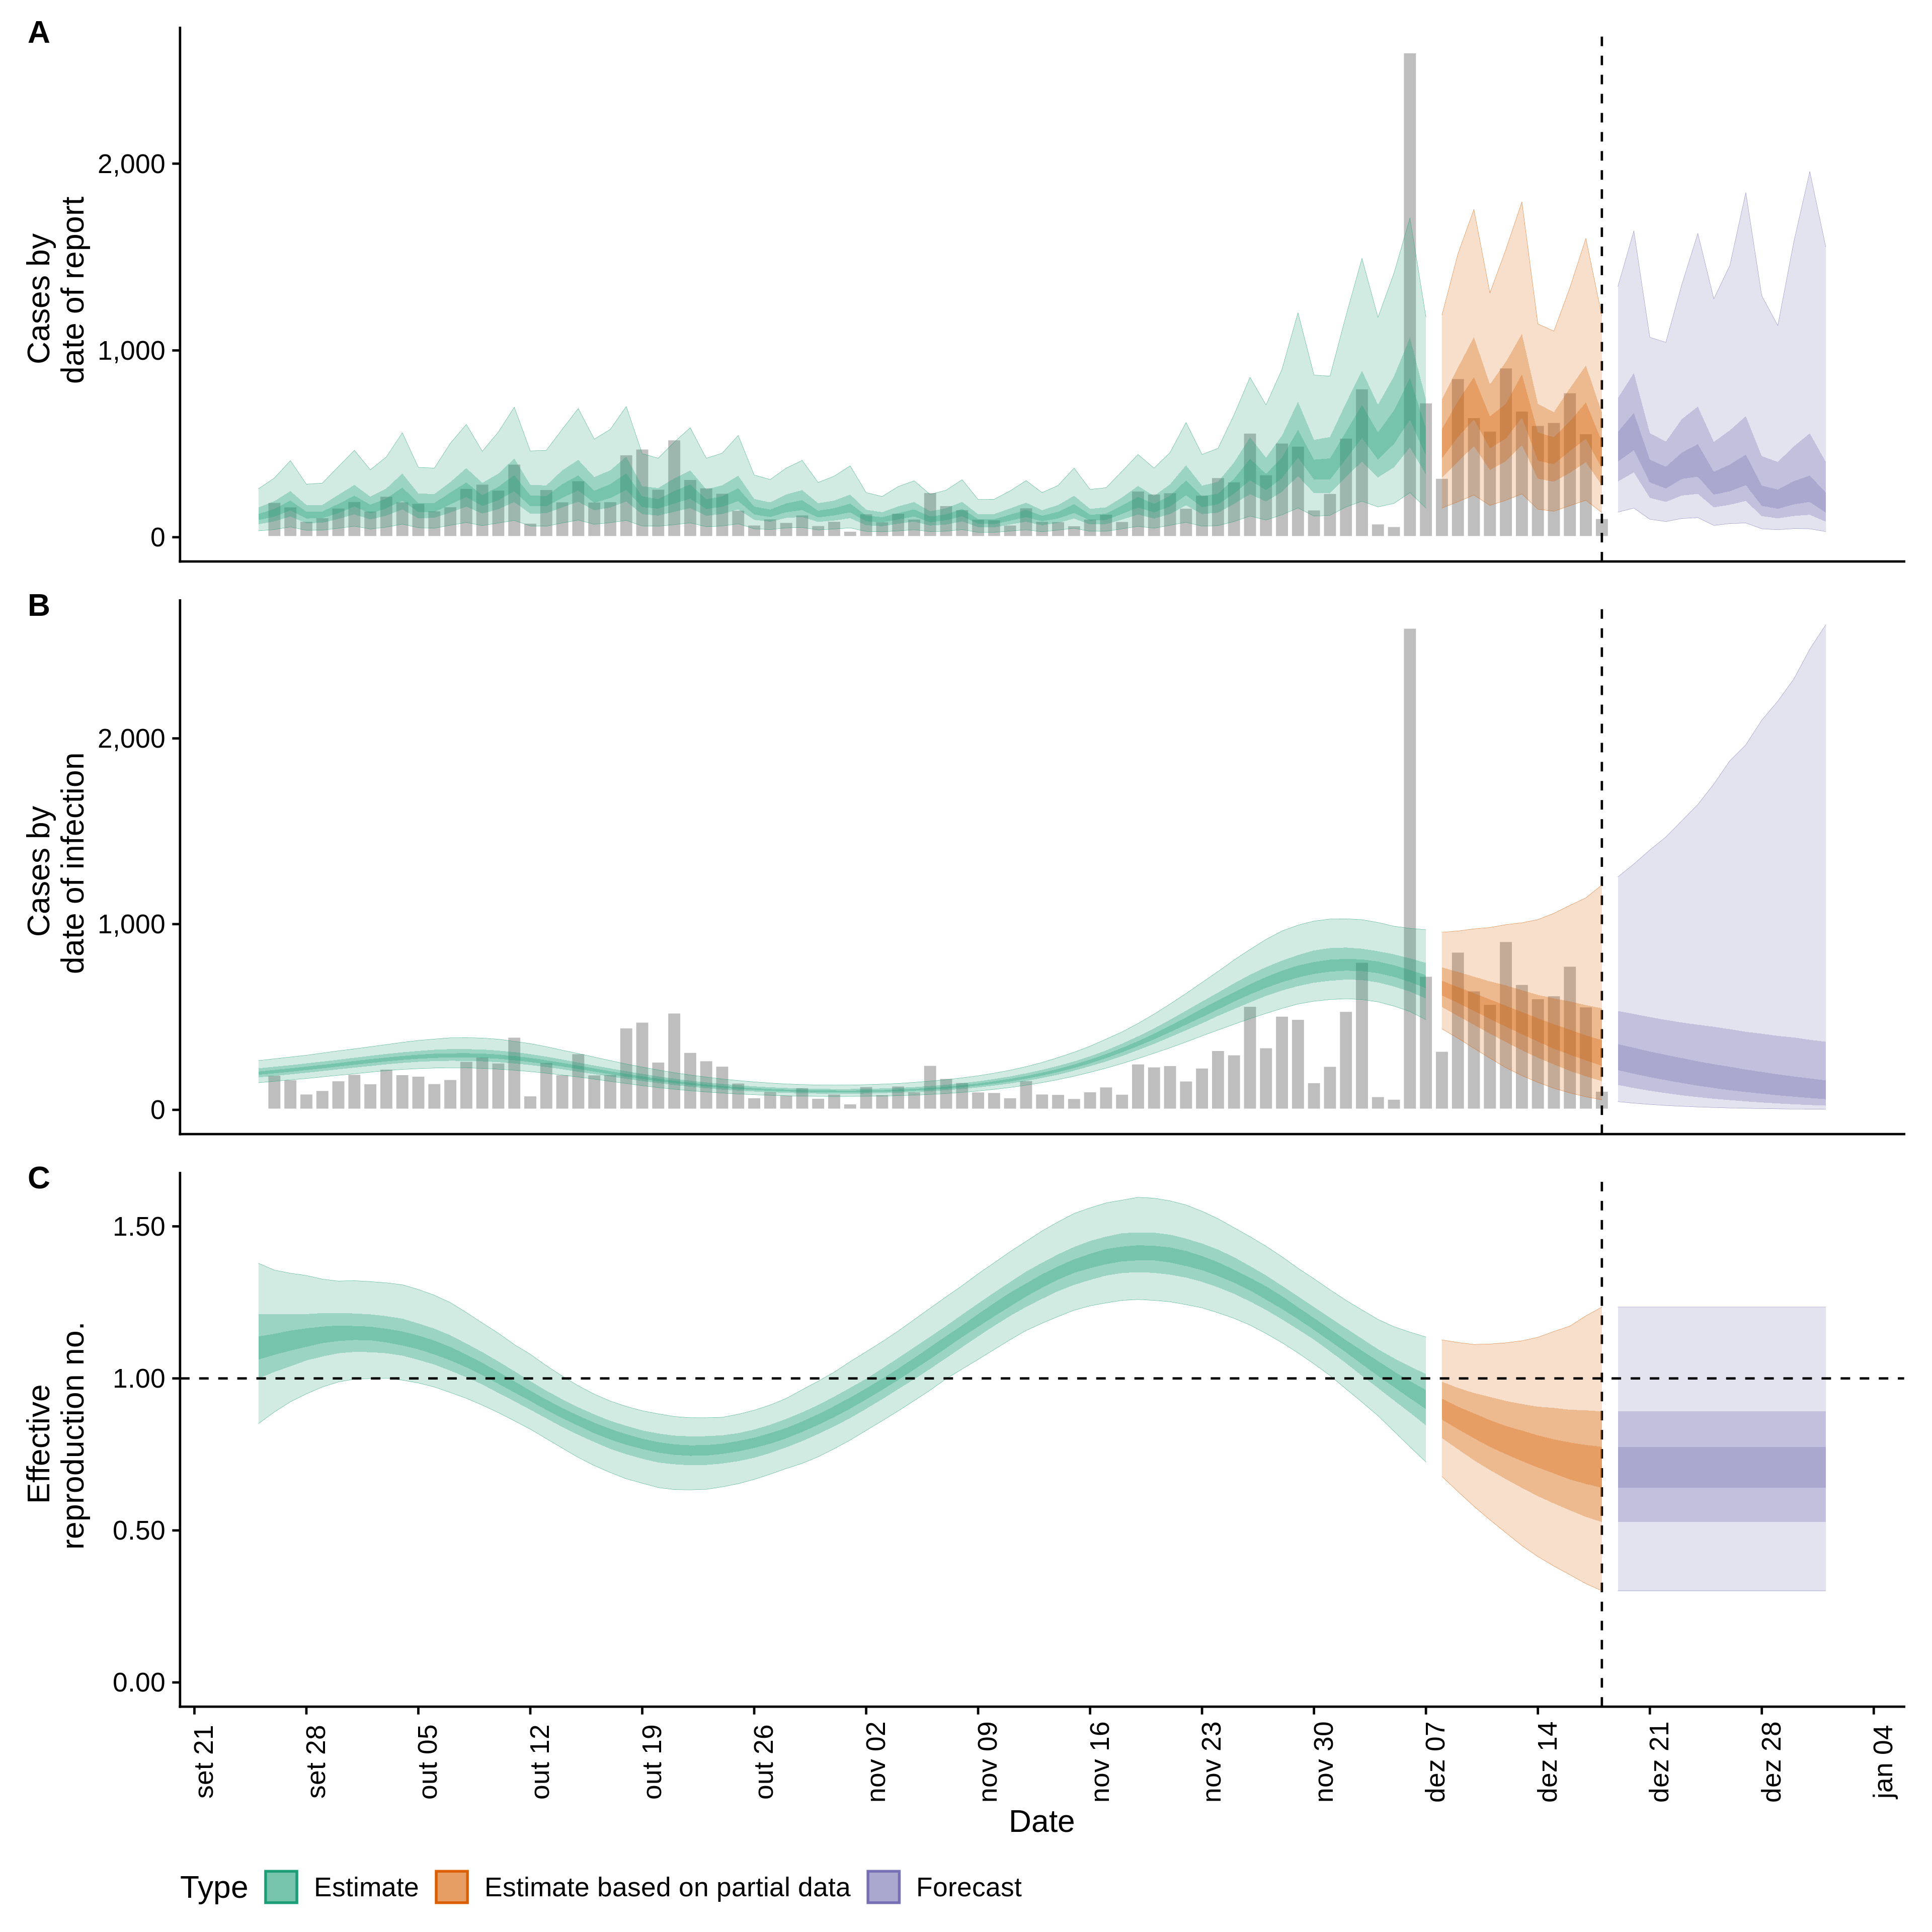 A
Cases by
date of report
2,000
1,000
0
B
Cases by
date of infection
2,000
1,000
0
C
Effective
reproduction no.
1.50
1.00
0.50
0.00
set 21
set 28
out 05
out 12
out 19
out 26
nov 02
nov 09
nov 16
nov 23
nov 30
dez 07
dez 14
dez 21
dez 28
jan 04
Date
Type Estimate Estimate based on partial data Forecast